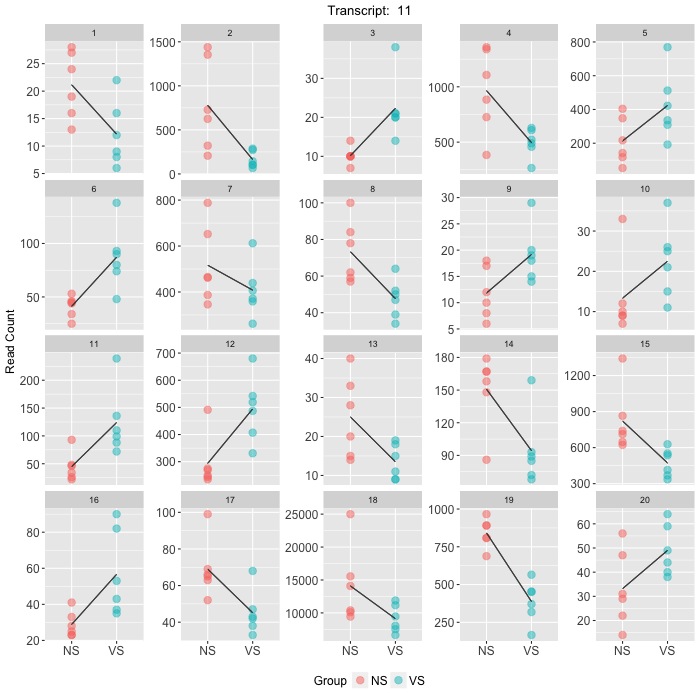 Transcript: 11
1 2 3 4 5
25 20 15 10 5
1500 1000 500 0
30 20 10
1000 500
800 600 400 200
6 7 8 9 10
100 50
800 600 400
100 80 60 40
30 25 20 15 10 5
30 20 10
Read Count
11 12 13 14 15
200 150 100 50
700 600 500 400 300
40 30 20 10
180 150 120 90
1200 900 600 300
16 17 18 19 20
80 60 40 20
100 80 60 40
25000 20000 15000 10000
1000 750 500 250
60 50 40 30 20
NS VS NS VS NS VS NS VS NS VS
Group NS VS